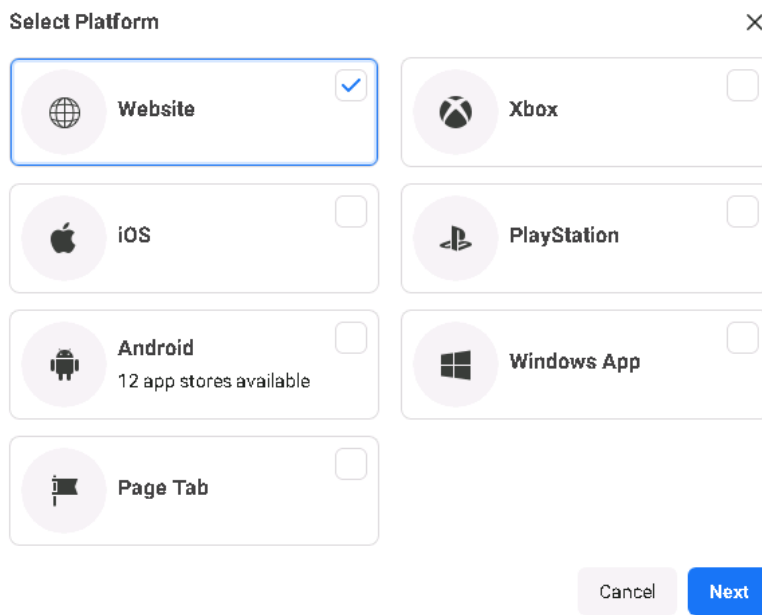 Select Platform
Website
Xbox
iOS
PlayStation
Android
12 app stores available
Windows App
Page Tab
Cancel
Next